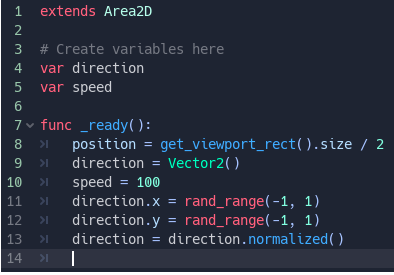 1 extends Area2D
2
3 # Create variables here
4 var direction
5 var speed
6
7 func _ready():
8 position = get_viewport_rect().size / 2
9 direction = Vector2()
10 speed = 100
11 direction.x = rand_range(-1, 1)
12 direction.y = rand_range(-1, 1)
13 direction = direction.normalized()
14